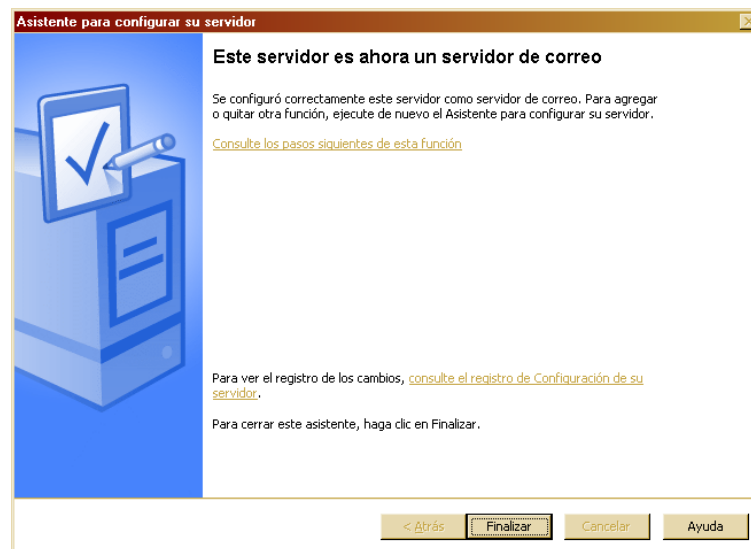 Asistente para configurar su servidor
Este servidor es ahora un servidor de correo
Se configuró correctamente este servidor como servidor de correo. Para agregar
o quitar otra función, ejecute de nuevo el Asistente para configurar su servidor.
Consulte los pasos siguientes de esta función
Para ver el registro de los cambios, consulte el registro de Configuración de su
servidor.
Para cerrar este asistente, haga clic en Finalizar.
< Atrás Finalizar Cancelar Ayuda